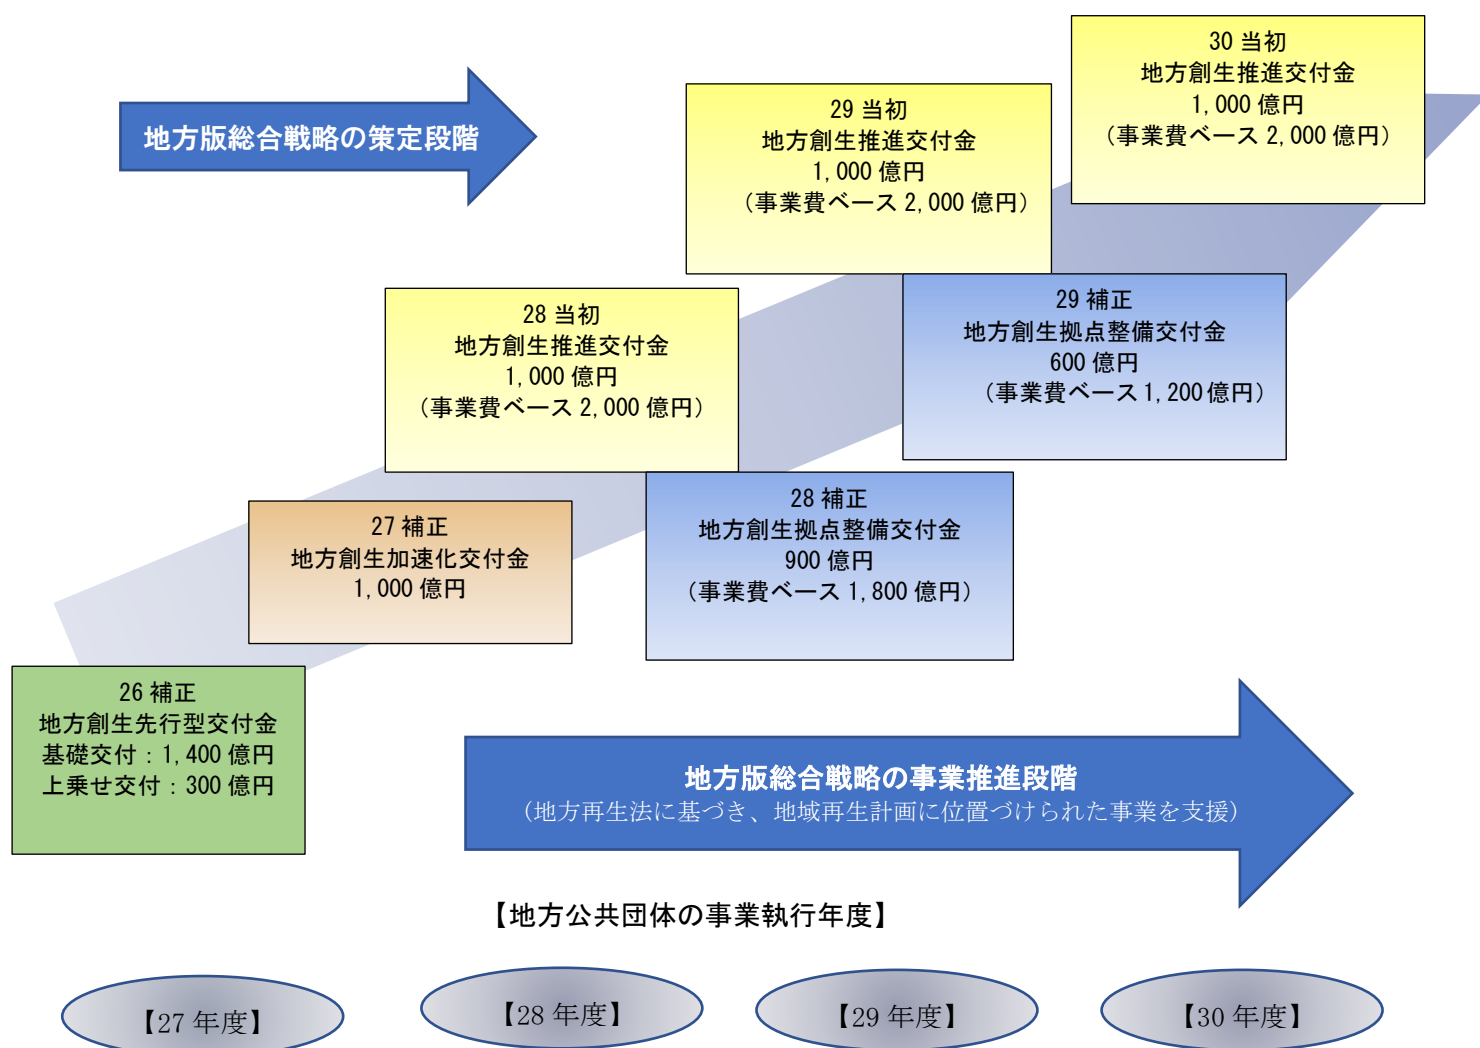 地方版総合戦略の策定段階
30 当初
地方創生推進交付金
1,000 億円
（事業費ベース 2,000 億円）
29 当初
地方創生推進交付金
1,000 億円
（事業費ベース 2,000 億円）
28 当初
地方創生推進交付金
1,000 億円
（事業費ベース 2,000 億円）
29 補正
地方創生拠点整備交付金
600 億円
（事業費ベース 1,200 億円）
27 補正
地方創生加速化交付金
1,000 億円
28 補正
地方創生拠点整備交付金
900 億円
（事業費ベース 1,800 億円）
26 補正
地方創生先行型交付金
基礎交付：1,400 億円
上乗せ交付：300 億円
地方版総合戦略の事業推進段階
（地方再生法に基づき、地域再生計画に位置づけられた事業を支援）
【地方公共団体の事業執行年度】
【27 年度】
【28 年度】
【29 年度】
【30 年度】